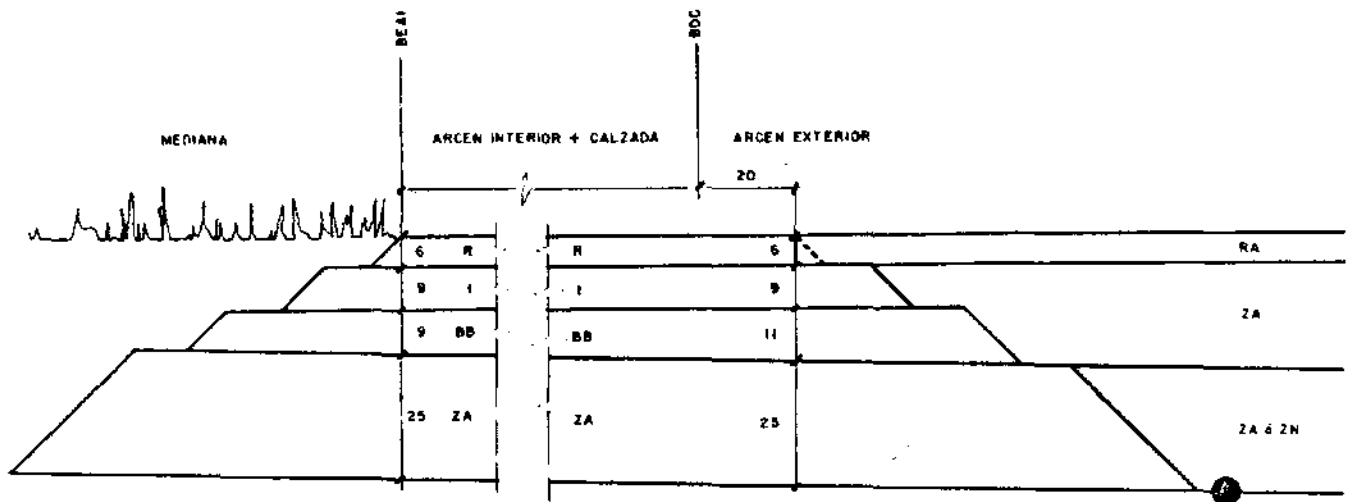 BEAI
BDC
MEDIANA
ARCEN INTERIOR + CALZADA
ARCEN EXTERIOR
20
6 R R 6 RA
9 I I 9
ZA
9 BB BB 11
25 ZA ZA 25 ZA ó ZN